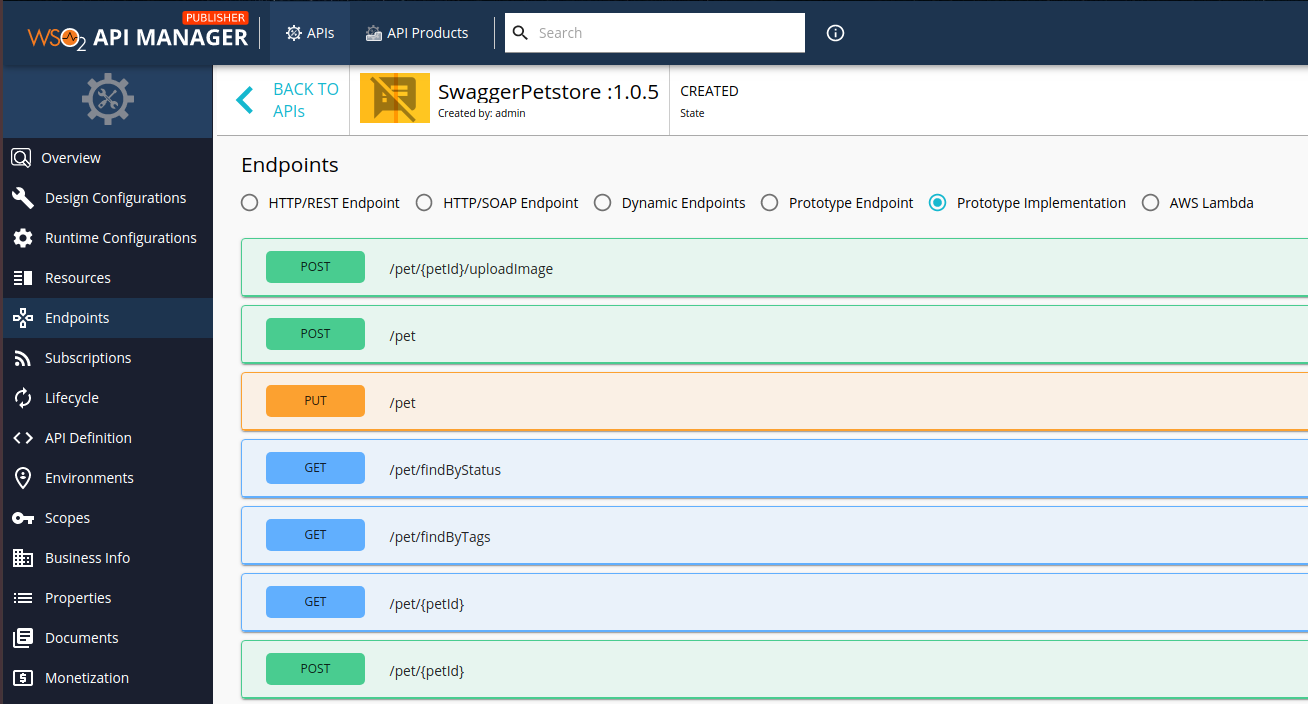 PUBLISHER
WSO2 API MANAGER
APIs
API Products
Search
BACK TO
APIs
SwaggerPetstore :1.0.5
Created by: admin
CREATED
State
Overview
Design Configurations
Runtime Configurations
Resources
Endpoints
Subscriptions
Lifecycle
API Definition
Environments
Scopes
Business Info
Properties
Documents
Monetization
Endpoints
HTTP/REST Endpoint
HTTP/SOAP Endpoint
Dynamic Endpoints
Prototype Endpoint
Prototype Implementation
AWS Lambda
POST /pet/{petId}/uploadImage
POST /pet
PUT /pet
GET /pet/findByStatus
GET /pet/findByTags
GET /pet/{petId}
POST /pet/{petId}